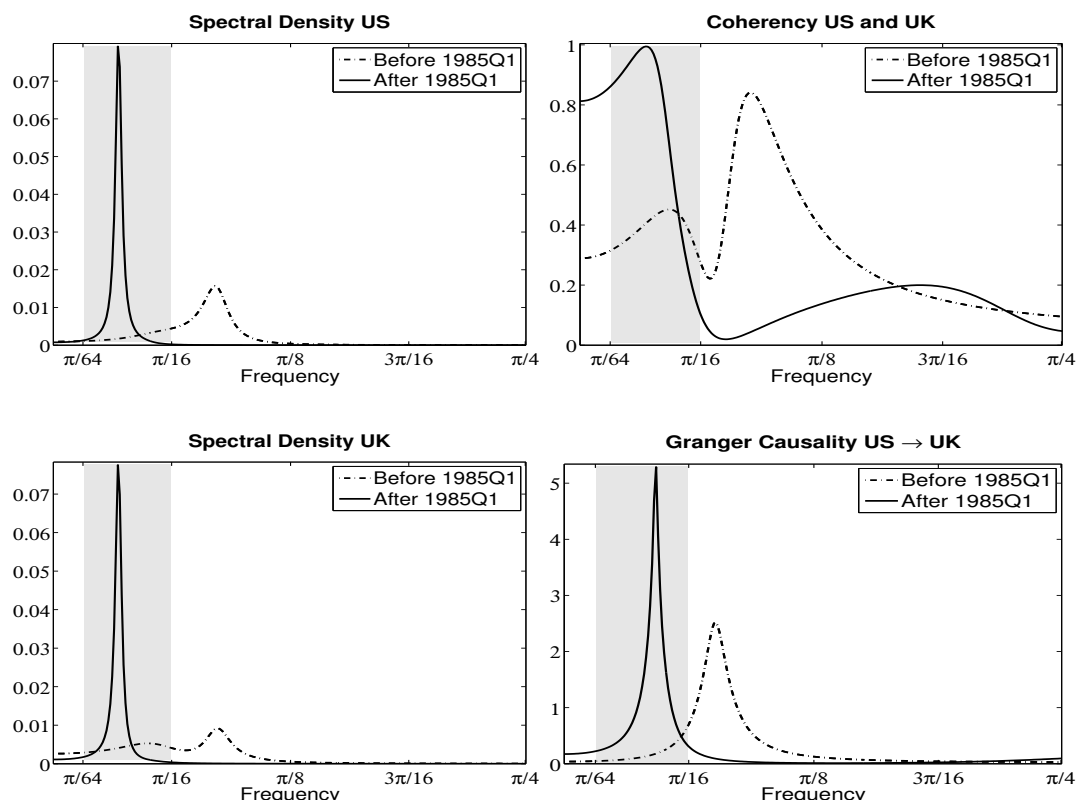 Spectral Density US
Before 1985Q1
After 1985Q1
0.07
0.06
0.05
0.04
0.03
0.02
0.01
0
π/64 π/16 π/8 3π/16 π/4
Frequency
Coherency US and UK
Before 1985Q1
After 1985Q1
1
0.8
0.6
0.4
0.2
0
π/64 π/16 π/8 3π/16 π/4
Frequency
Spectral Density UK
Before 1985Q1
After 1985Q1
0.07
0.06
0.05
0.04
0.03
0.02
0.01
0
π/64 π/16 π/8 3π/16 π/4
Frequency
Granger Causality US → UK
Before 1985Q1
After 1985Q1
5
4
3
2
1
0
π/64 π/16 π/8 3π/16 π/4
Frequency